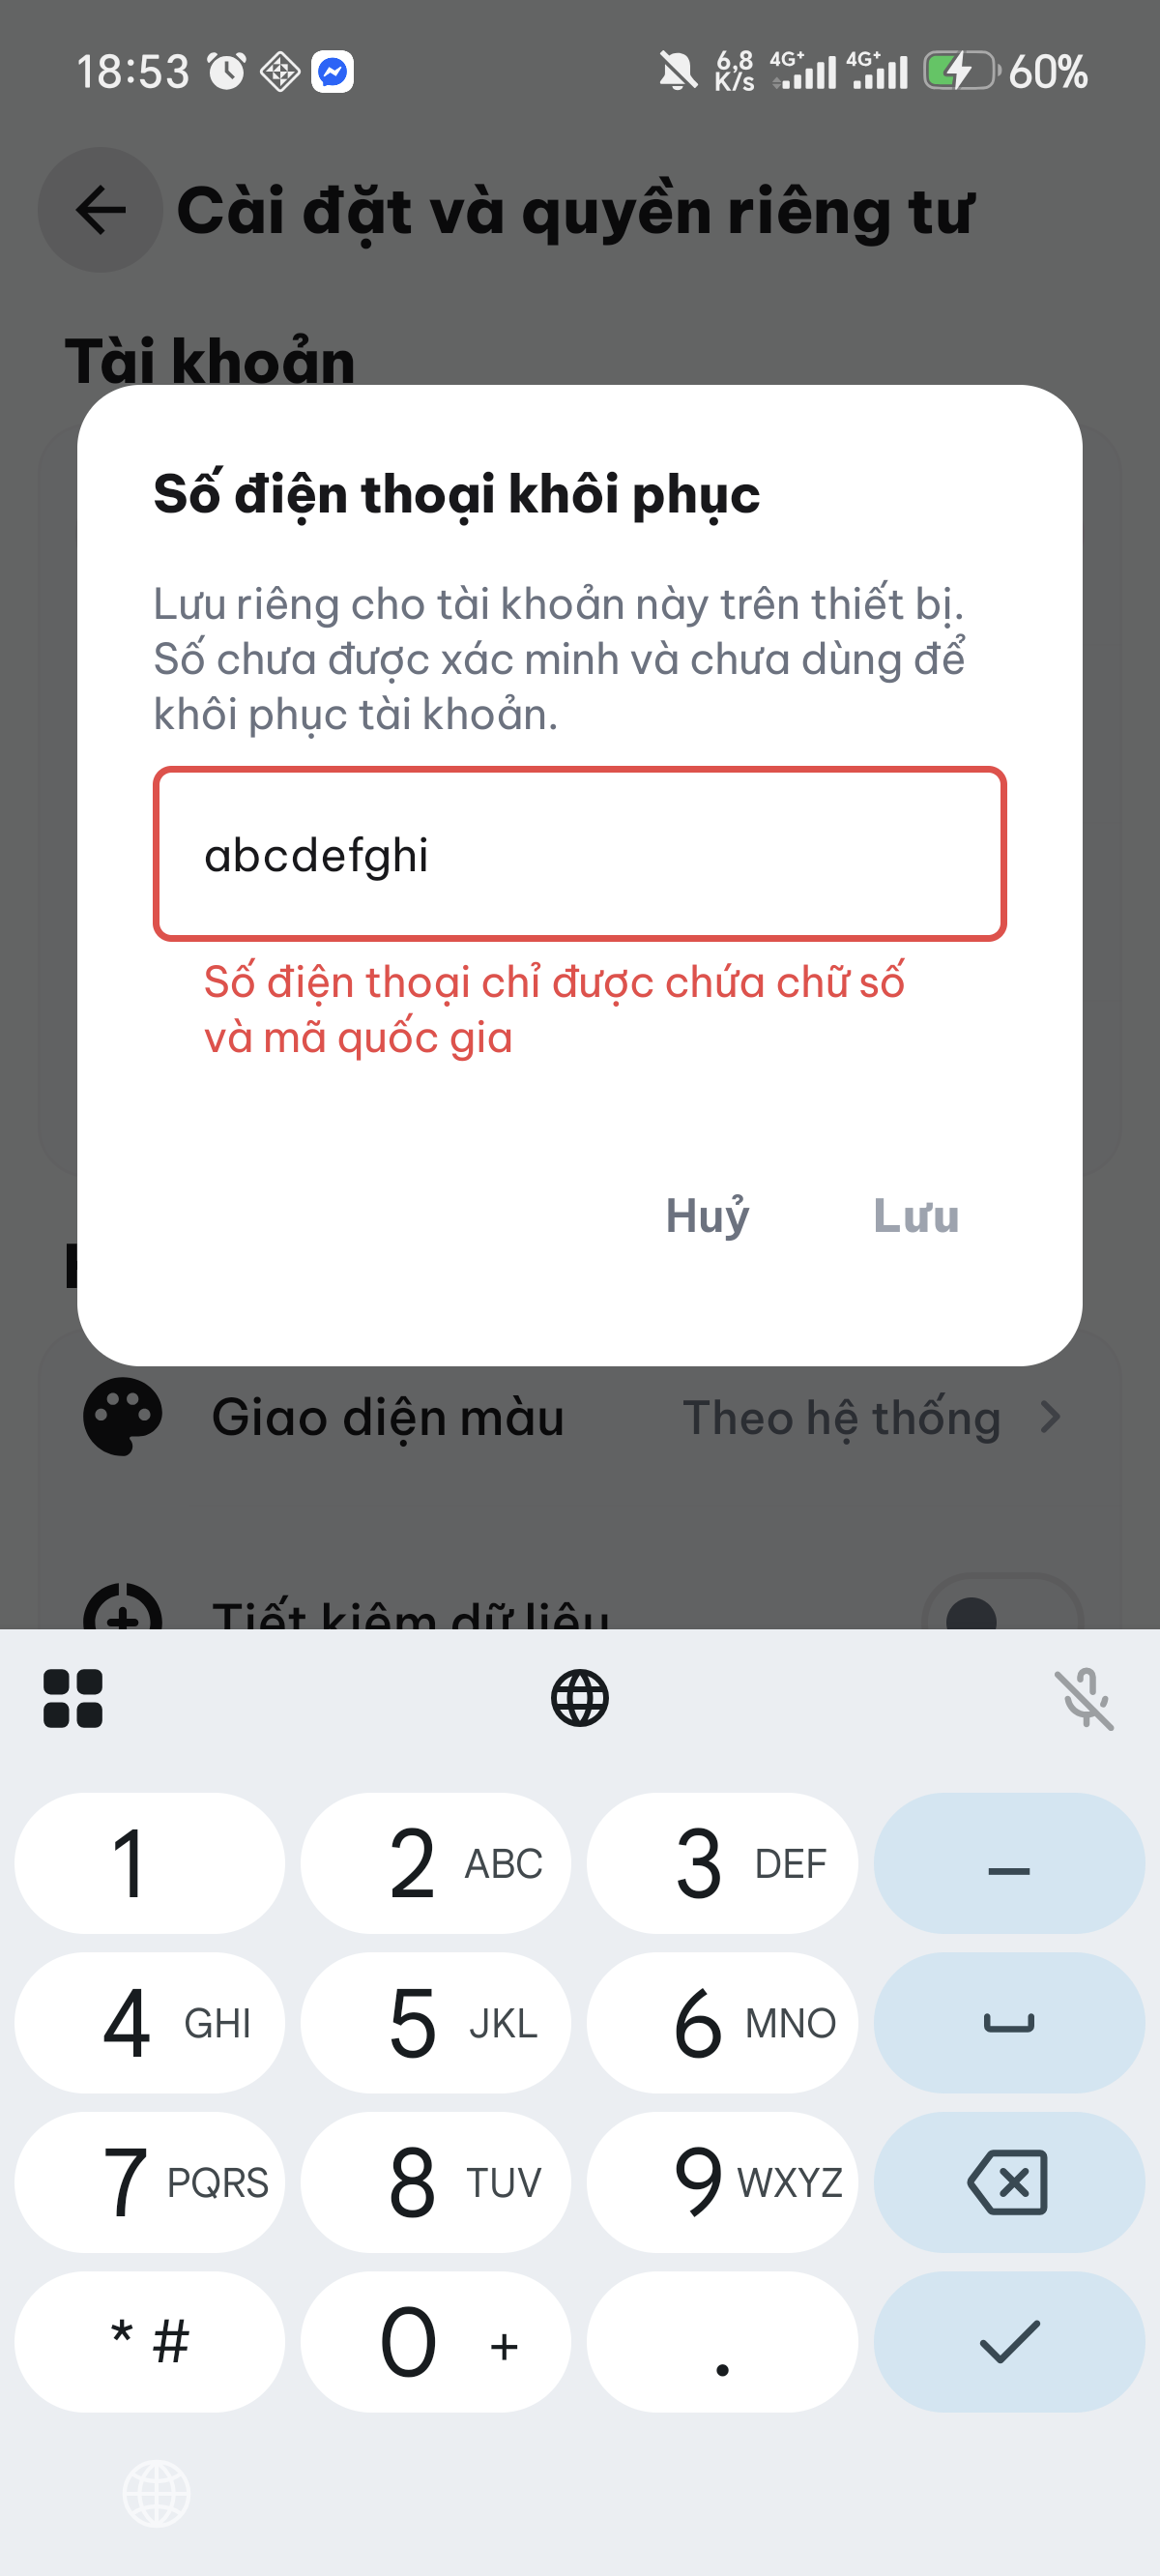 18:53
6,8 K/s 4G+ 4G+ 60%
Cài đặt và quyền riêng tư
Tài khoản
Số điện thoại khôi phục
Lưu riêng cho tài khoản này trên thiết bị.
Số chưa được xác minh và chưa dùng để
khôi phục tài khoản.
abcdefghi
Số điện thoại chỉ được chứa chữ số
và mã quốc gia
Huỷ Lưu
Giao diện màu Theo hệ thống
Tiết kiệm dữ liệu
1 2 ABC 3 DEF –
4 GHI 5 JKL 6 MNO
7 PQRS 8 TUV 9 WXYZ
* # 0 + .